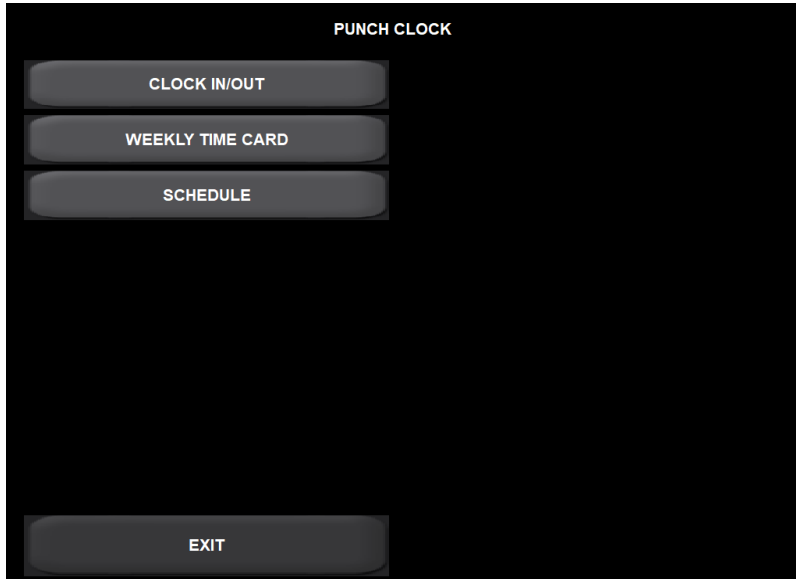 PUNCH CLOCK
CLOCK IN/OUT
WEEKLY TIME CARD
SCHEDULE
EXIT